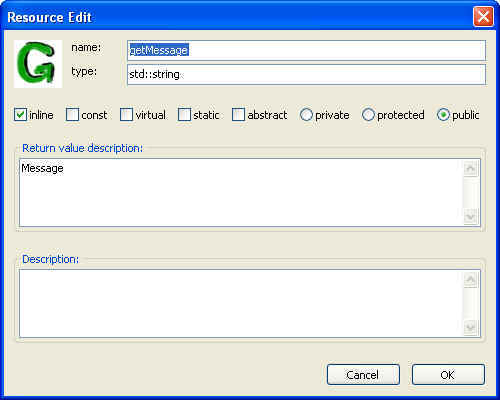 Resource Edit
name:
getMessage
type:
std::string
inline const virtual static abstract private protected public
Return value description:
Message
Description:
Cancel OK